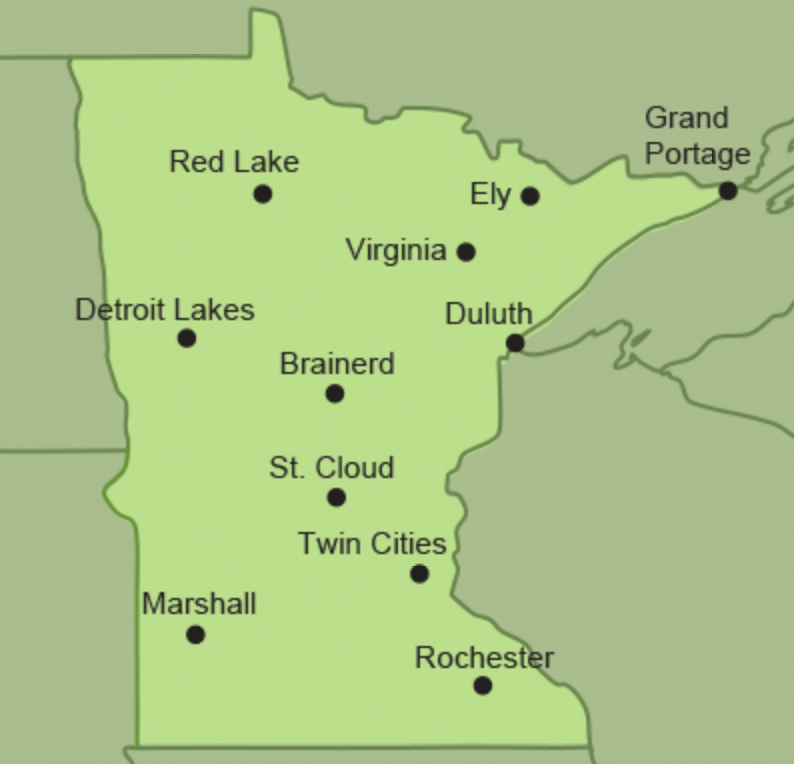 Grand
Portage
Red Lake
Ely
Virginia
Detroit Lakes
Duluth
Brainerd
St. Cloud
Twin Cities
Marshall
Rochester